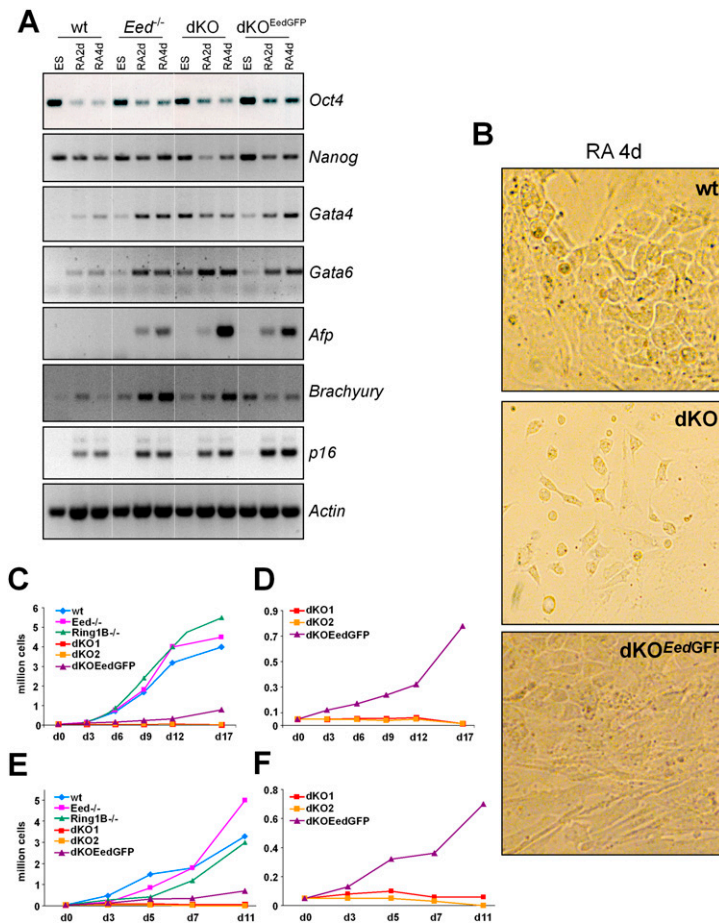 A
wt Eed-/- dKO dKOEedGFP
ES RA2d RA4d ES RA2d RA4d ES RA2d RA4d ES RA2d RA4d
Oct4
Nanog
Gata4
Gata6
Afp
Brachyury
p16
Actin
B
RA 4d
wt
dKO
dKOEedGFP
C
wt
Eed-/-
Ring1B-/-
dKO1
dKO2
dKOEedGFP
million cells
6
5
4
3
2
1
0
d0 d3 d6 d9 d12 d17
D
dKO1
dKO2
dKOEedGFP
0.9
0.75
0.6
0.45
0.3
0.15
0
d0 d3 d6 d9 d12 d17
E
wt
Eed-/-
Ring1B-/-
dKO1
dKO2
dKOEedGFP
million cells
5
4
3
2
1
0
d0 d3 d5 d7 d11
F
dKO1
dKO2
dKOEedGFP
0.8
0.6
0.4
0.2
0
d0 d3 d5 d7 d11